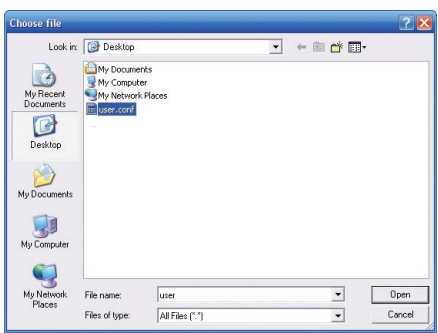 Choose file
Look in:
Desktop
My Documents
My Computer
My Network Places
user.conf
My Recent
Documents
Desktop
My Documents
My Computer
My Network
Places
File name:
user
Open
Files of type:
All Files (*.*)
Cancel